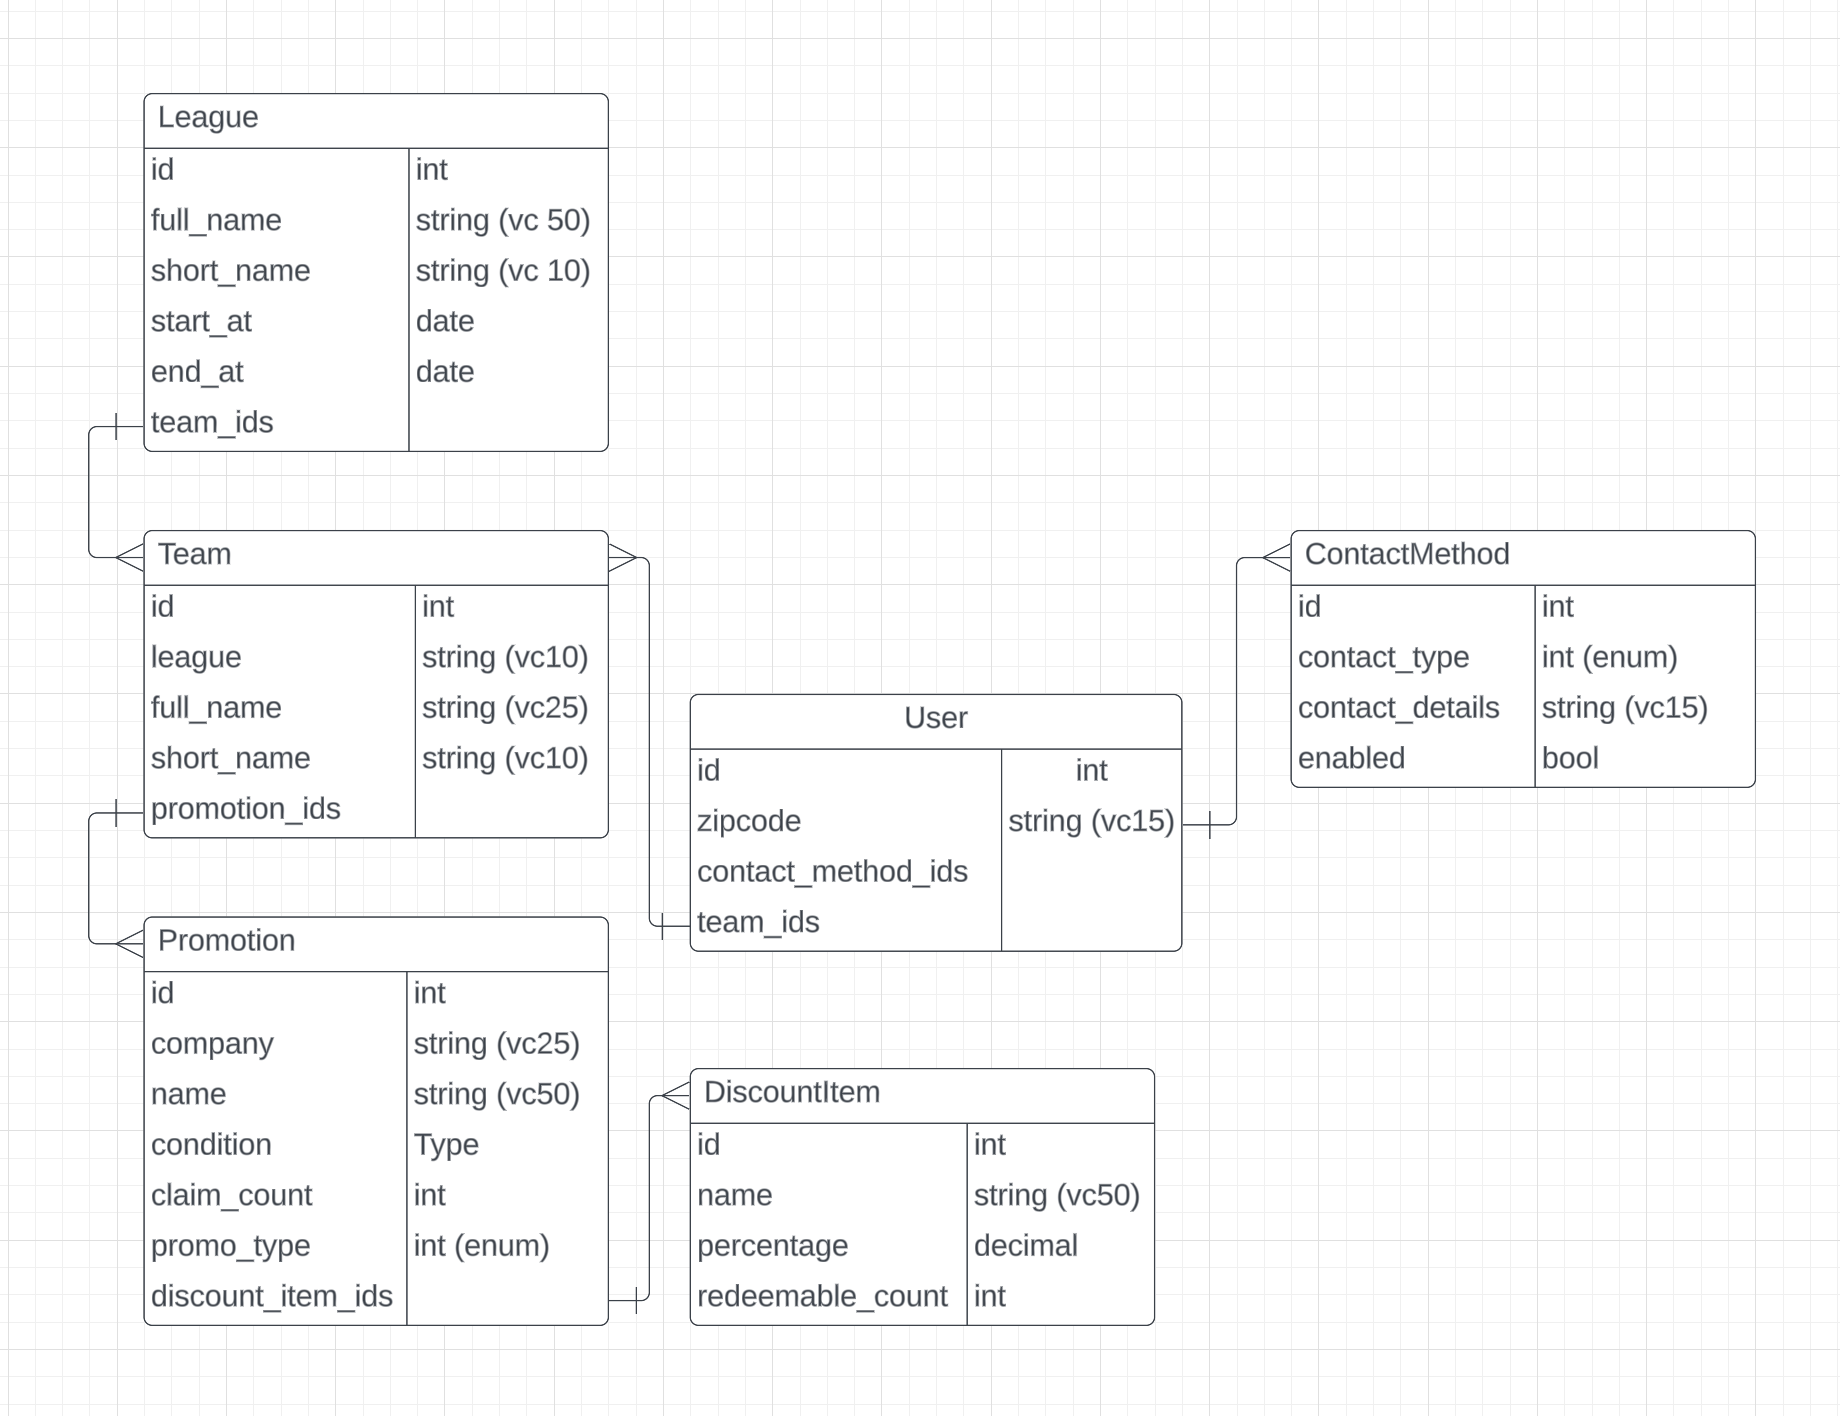 League
id int
full_name string (vc 50)
short_name string (vc 10)
start_at date
end_at date
team_ids
Team
id int
league string (vc10)
full_name string (vc25)
short_name string (vc10)
promotion_ids
ContactMethod
id int
contact_type int (enum)
contact_details string (vc15)
enabled bool
User
id int
zipcode string (vc15)
contact_method_ids
team_ids
Promotion
id int
company string (vc25)
name string (vc50)
condition Type
claim_count int
promo_type int (enum)
discount_item_ids
DiscountItem
id int
name string (vc50)
percentage decimal
redeemable_count int